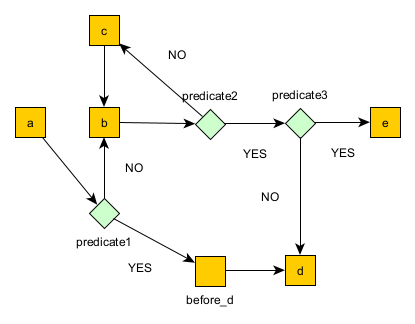 c
NO
predicate2
predicate3
a
b
e
YES
YES
NO
NO
predicate1
YES
d
before_d